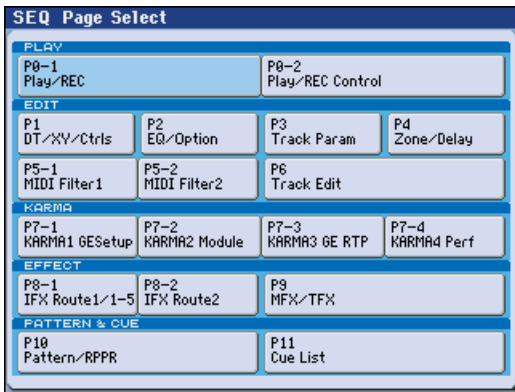 SEQ Page Select
PLAY
P0-1
Play/REC
P0-2
Play/REC Control
EDIT
P1
DT/XY/Ctrls
P2
EQ/Option
P3
Track Param
P4
Zone/Delay
P5-1
MIDI Filter1
P5-2
MIDI Filter2
P6
Track Edit
KARMA
P7-1
KARMA1 GESetup
P7-2
KARMA2 Module
P7-3
KARMA3 GE RTP
P7-4
KARMA4 Perf
EFFECT
P8-1
IFX Route1/1-5
P8-2
IFX Route2
P9
MFX/TFX
PATTERN & CUE
P10
Pattern/RPPR
P11
Cue List